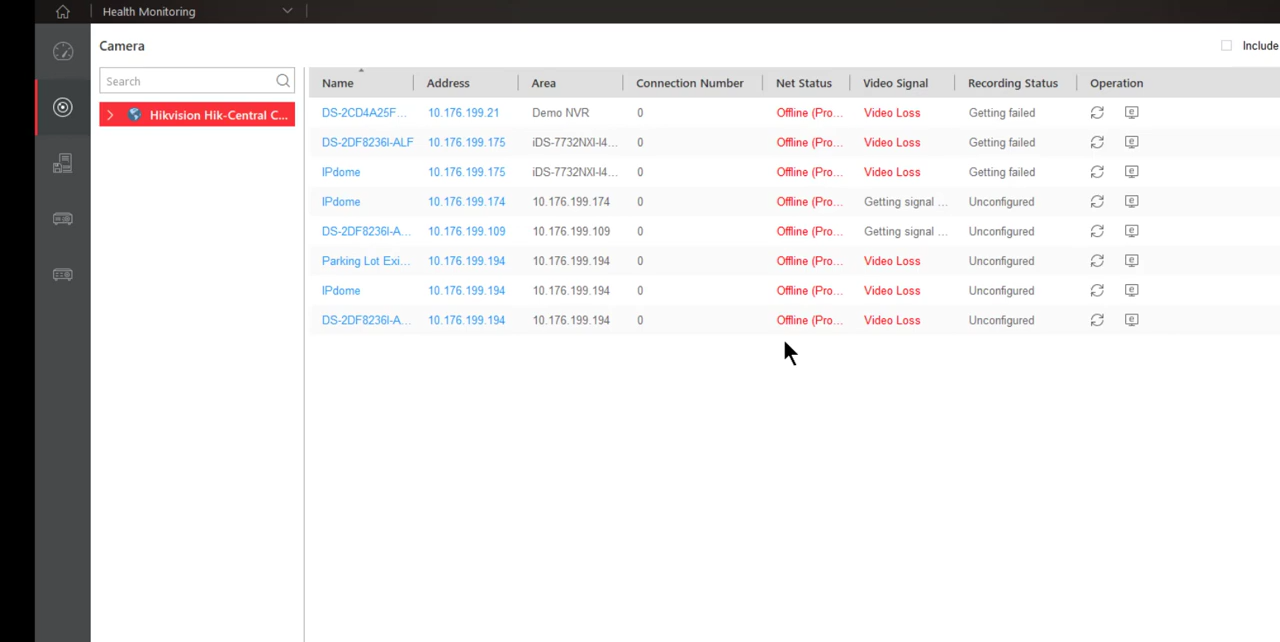 Health Monitoring
Camera
Include
Search
Hikvision Hik-Central C...
Name Address Area Connection Number Net Status Video Signal Recording Status Operation
DS-2CD4A25F... 10.176.199.21 Demo NVR 0 Offline (Pro... Video Loss Getting failed
DS-2DF8236I-ALF 10.176.199.175 iDS-7732NXI-I4... 0 Offline (Pro... Video Loss Getting failed
IPdome 10.176.199.175 iDS-7732NXI-I4... 0 Offline (Pro... Video Loss Getting failed
IPdome 10.176.199.174 10.176.199.174 0 Offline (Pro... Getting signal ... Unconfigured
DS-2DF8236I-A... 10.176.199.109 10.176.199.109 0 Offline (Pro... Getting signal ... Unconfigured
Parking Lot Exi... 10.176.199.194 10.176.199.194 0 Offline (Pro... Video Loss Unconfigured
IPdome 10.176.199.194 10.176.199.194 0 Offline (Pro... Video Loss Unconfigured
DS-2DF8236I-A... 10.176.199.194 10.176.199.194 0 Offline (Pro... Video Loss Unconfigured